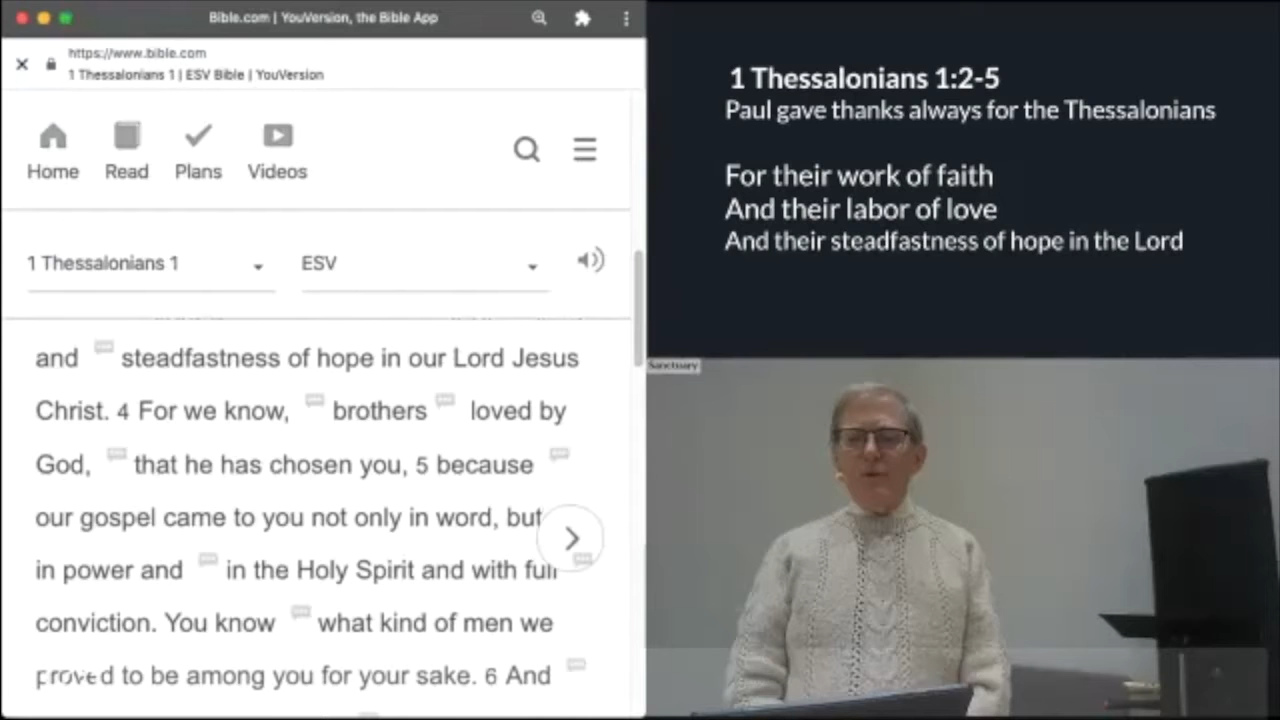 Bible.com | YouVersion, the Bible App
https://www.bible.com
1 Thessalonians 1 | ESV Bible | YouVersion
Home Read Plans Videos
1 Thessalonians 1 ESV
and steadfastness of hope in our Lord Jesus
Christ. 4 For we know, brothers loved by
God, that he has chosen you, 5 because
our gospel came to you not only in word, but
in power and in the Holy Spirit and with full
conviction. You know what kind of men we
proved to be among you for your sake. 6 And
1 Thessalonians 1:2-5
Paul gave thanks always for the Thessalonians
For their work of faith
And their labor of love
And their steadfastness of hope in the Lord
Sanctuary